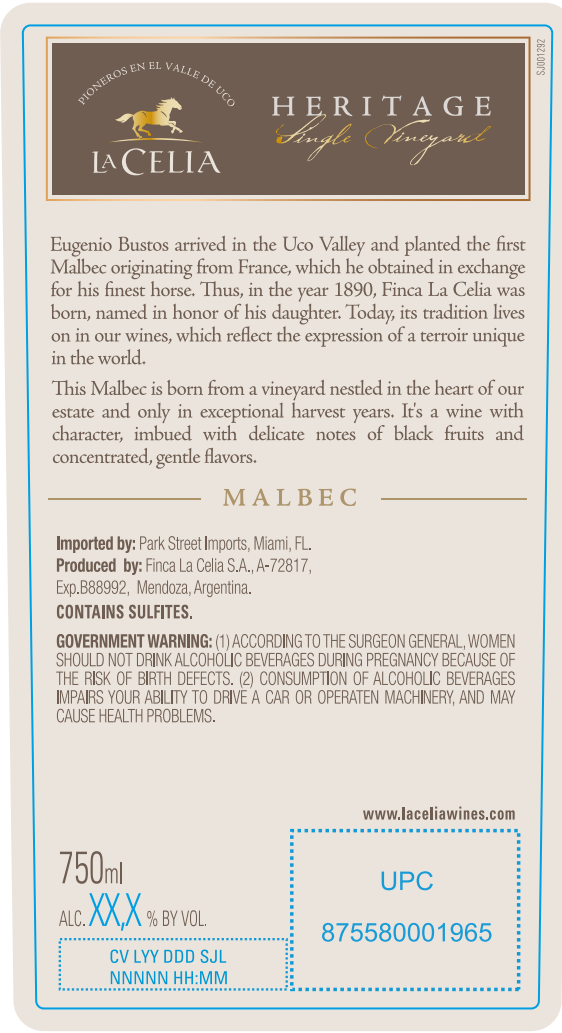 SJ001292
PIONEROS EN EL VALLE DE UCO
LA CELIA
HERITAGE
Single Vineyard
Eugenio Bustos arrived in the Uco Valley and planted the first
Malbec originating from France, which he obtained in exchange
for his finest horse. Thus, in the year 1890, Finca La Celia was
born, named in honor of his daughter. Today, its tradition lives
on in our wines, which reflect the expression of a terroir unique
in the world.
This Malbec is born from a vineyard nestled in the heart of our
estate and only in exceptional harvest years. It's a wine with
character, imbued with delicate notes of black fruits and
concentrated, gentle flavors.
MALBEC
Imported by: Park Street Imports, Miami, FL.
Produced by: Finca La Celia S.A., A-72817,
Exp.B88992, Mendoza, Argentina.
CONTAINS SULFITES.
GOVERNMENT WARNING: (1) ACCORDING TO THE SURGEON GENERAL, WOMEN
SHOULD NOT DRINK ALCOHOLIC BEVERAGES DURING PREGNANCY BECAUSE OF
THE RISK OF BIRTH DEFECTS. (2) CONSUMPTION OF ALCOHOLIC BEVERAGES
IMPAIRS YOUR ABILITY TO DRIVE A CAR OR OPERATEN MACHINERY, AND MAY
CAUSE HEALTH PROBLEMS.
www.laceliawines.com
750ml
ALC. XX,X % BY VOL.
CV LYY DDD SJL
NNNNN HH:MM
UPC
875580001965